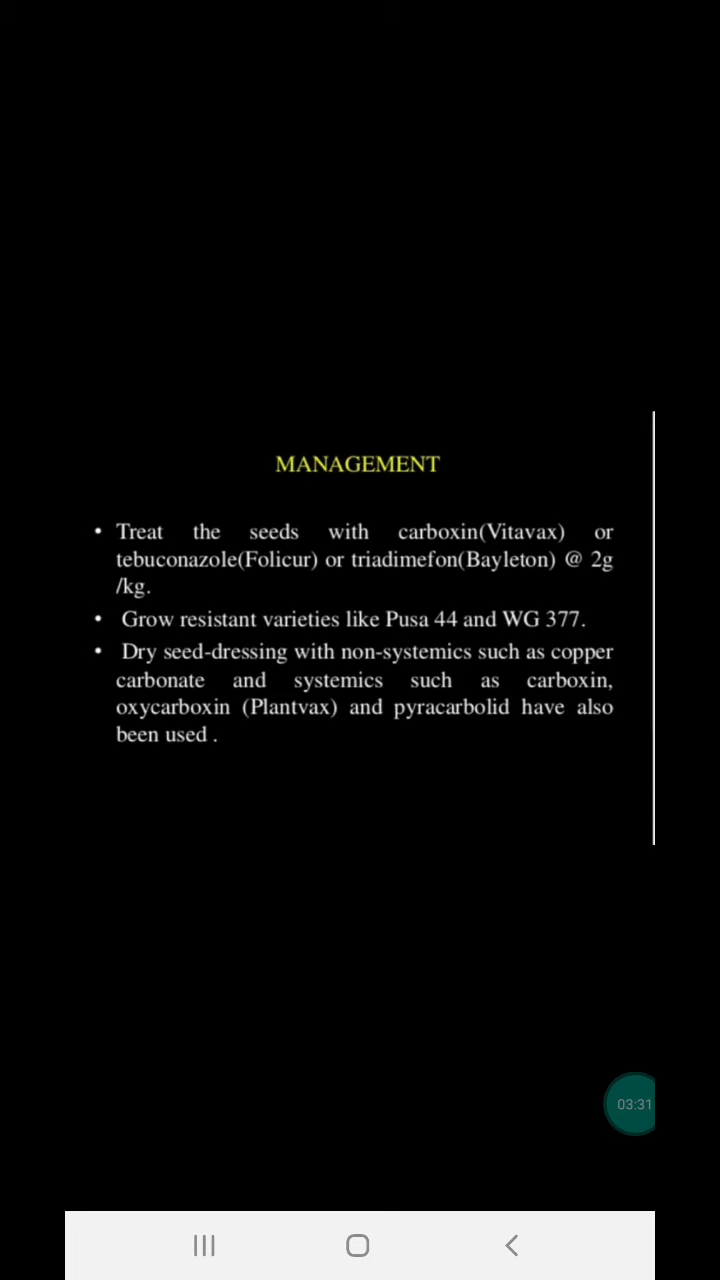 MANAGEMENT
• Treat the seeds with carboxin(Vitavax) or
tebuconazole(Folicur) or triadimefon(Bayleton) @ 2g
/kg.
• Grow resistant varieties like Pusa 44 and WG 377.
• Dry seed-dressing with non-systemics such as copper
carbonate and systemics such as carboxin,
oxycarboxin (Plantvax) and pyracarbolid have also
been used .
03:31